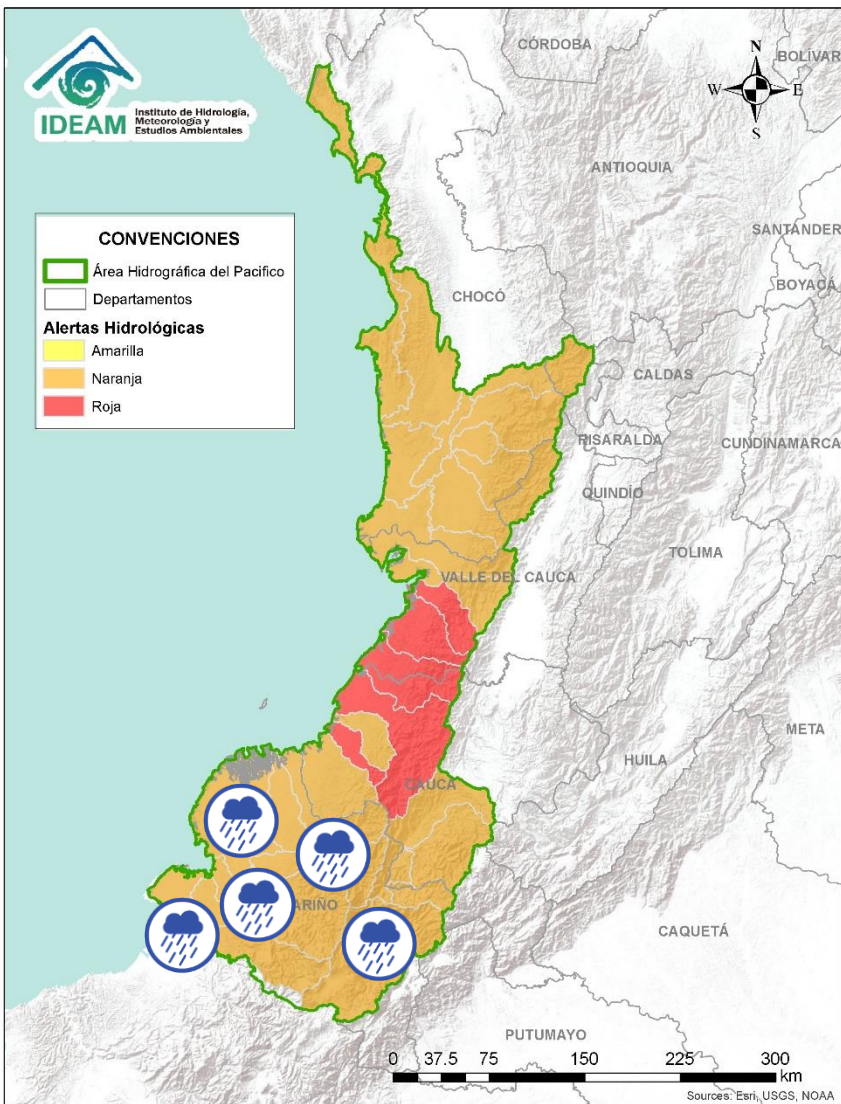 IDEAM
Instituto de Hidrología,
Meteorología y
Estudios Ambientales
CÓRDOBA
BOLÍVAR
N
W
E
S
ANTIOQUIA
SANTANDER
BOYACÁ
CONVENCIONES
Área Hidrográfica del Pacifico
Departamentos
Alertas Hidrológicas
Amarilla
Naranja
Roja
CHOCÓ
CALDAS
RISARALDA
CUNDINAMARCA
QUINDÍO
TOLIMA
VALLE DEL CAUCA
META
HUILA
CAUCA
ARIÑO
CAQUETÁ
PUTUMAYO
0 37.5 75 150 225 300
km
Sources: Esri, USGS, NOAA